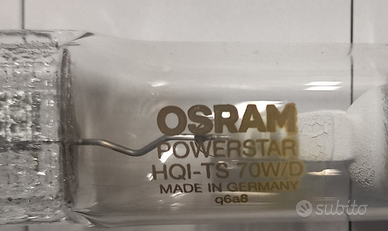 OSRAM
POWERSTAR
HQI-TS 70W/D
MADE IN GERMANY
q6a8
subito